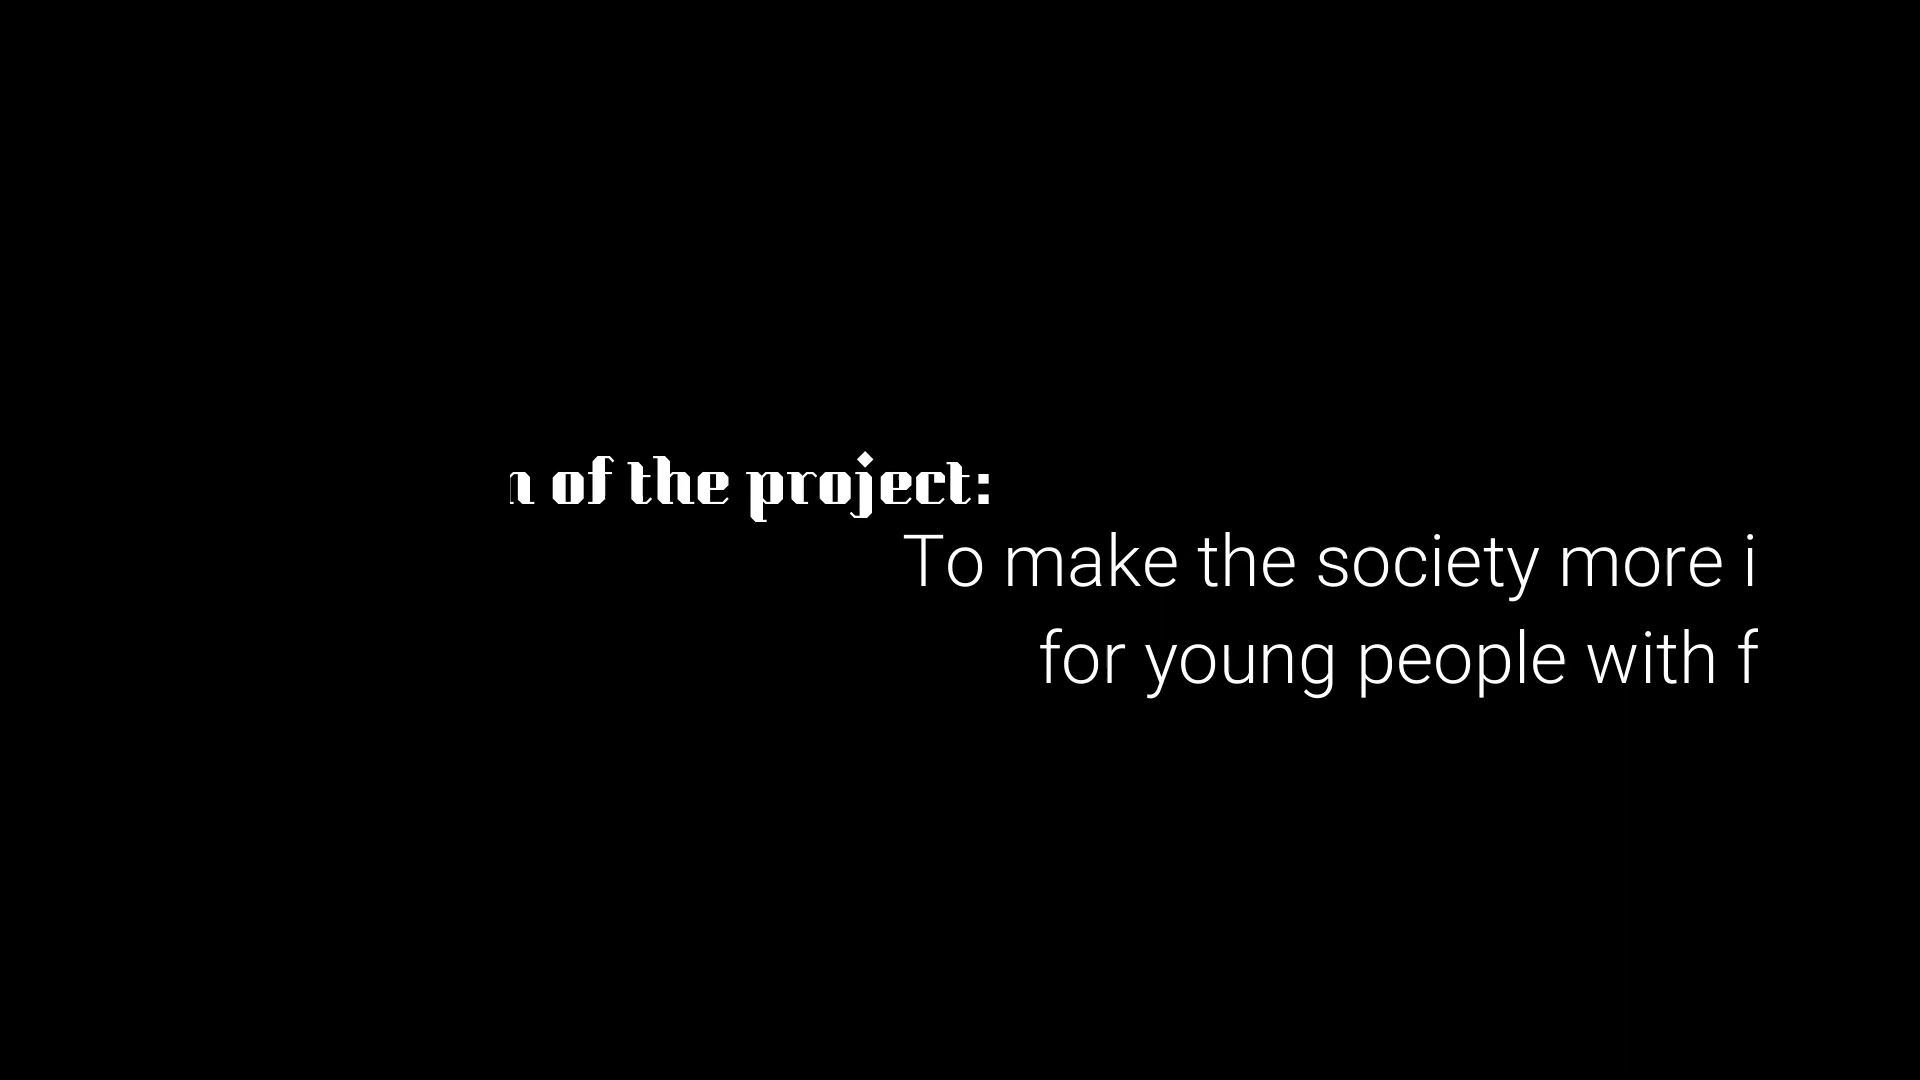 n of the project:
To make the society more i
for young people with f